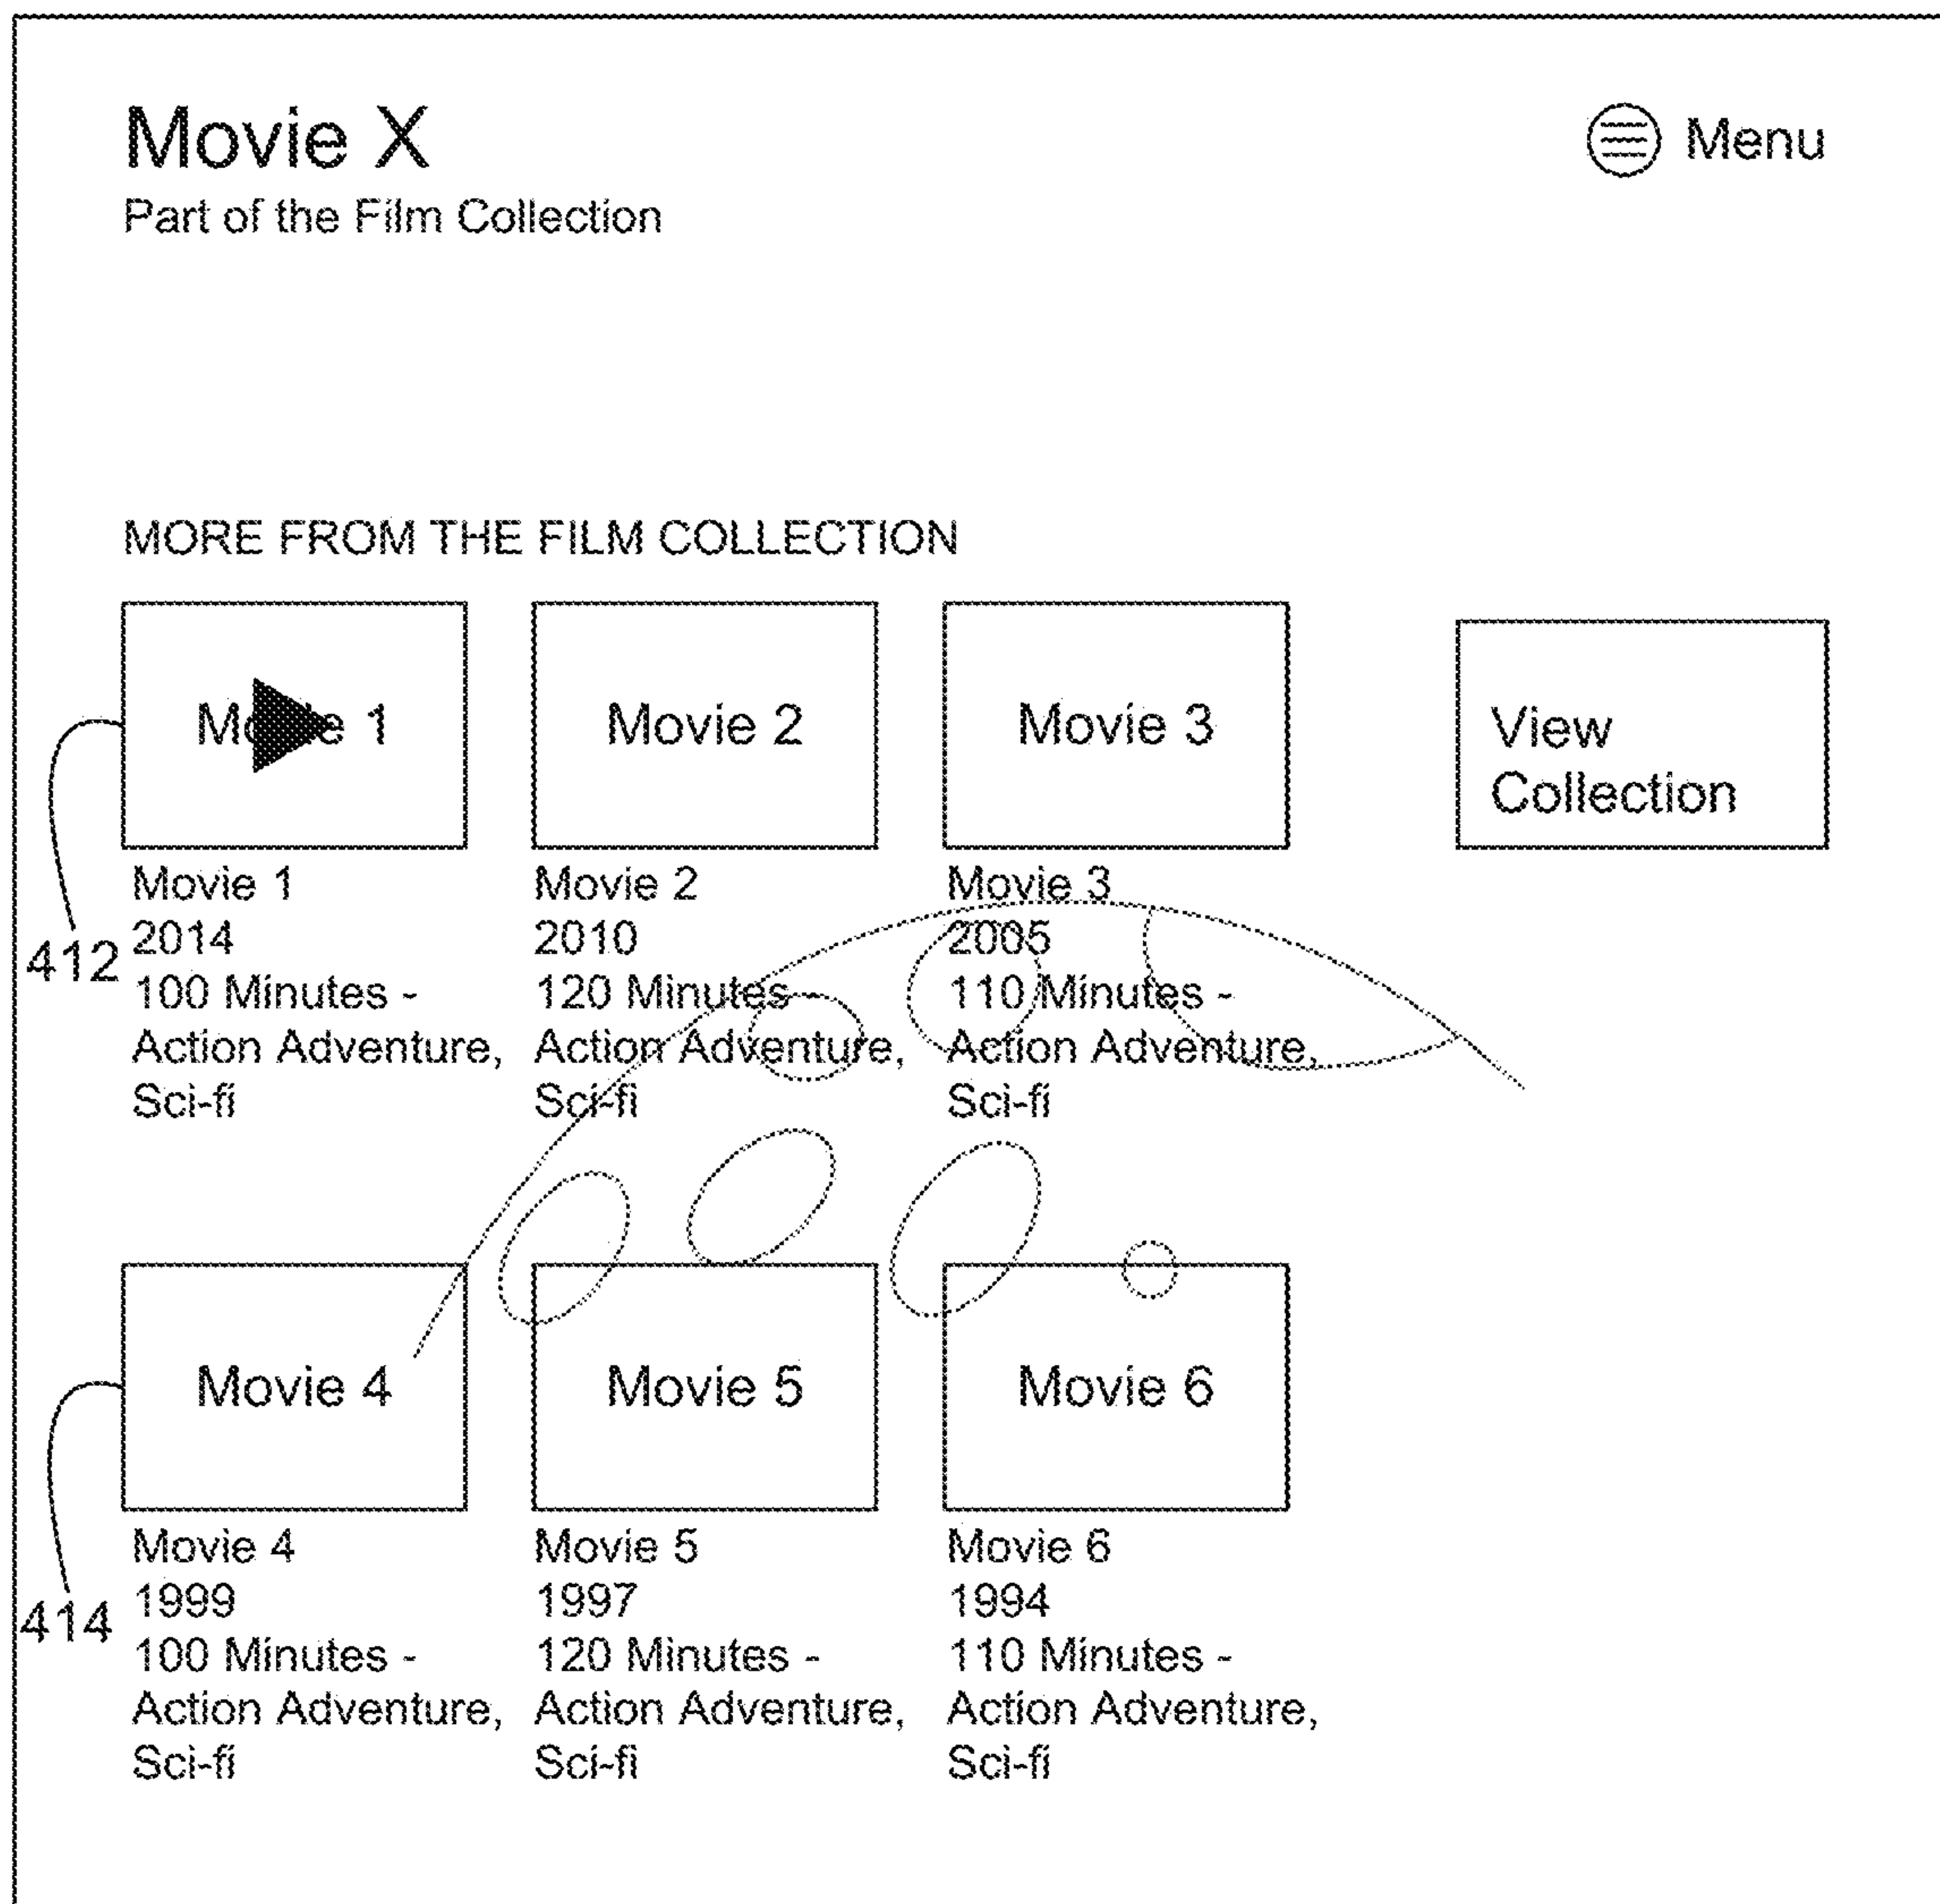 Movie X
Menu
Part of the Film Collection
MORE FROM THE FILM COLLECTION
Movie 1
Movie 2
Movie 3
View
Collection
412
Movie 1
2014
100 Minutes -
Action Adventure,
Sci-fi
Movie 2
2010
120 Minutes -
Action Adventure,
Sci-fi
Movie 3
2005
110 Minutes -
Action Adventure,
Sci-fi
Movie 4
Movie 5
Movie 6
414
Movie 4
1999
100 Minutes -
Action Adventure,
Sci-fi
Movie 5
1997
120 Minutes -
Action Adventure,
Sci-fi
Movie 6
1994
110 Minutes -
Action Adventure,
Sci-fi